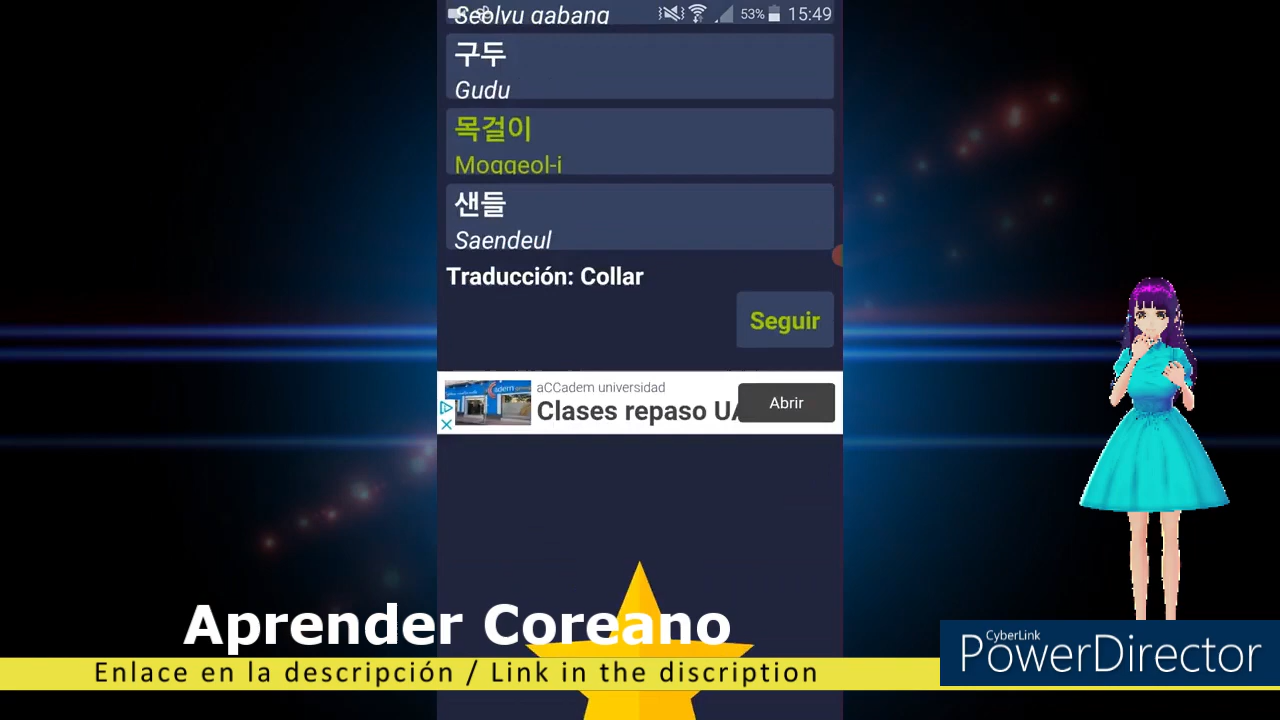 Seolyu gabang
53% 15:49
구두
Gudu
목걸이
Moggeol-i
샌들
Saendeul
Traducción: Collar
Seguir
aCCadem universidad
Clases repaso UA
Abrir
Aprender Coreano
Enlace en la descripción / Link in the discription
CyberLink
PowerDirector